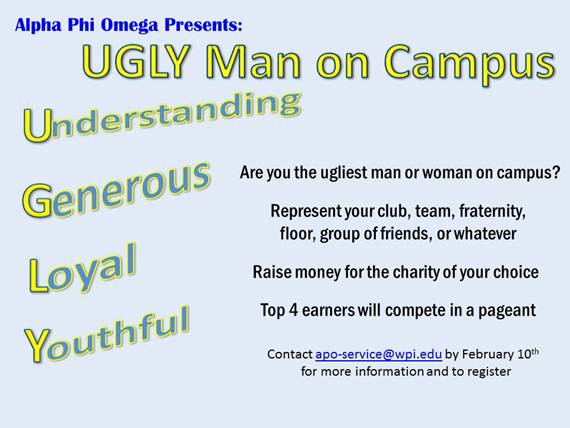 Alpha Phi Omega Presents:
UGLY Man on Campus
Understanding
Generous
Loyal
Youthful
Are you the ugliest man or woman on campus?
Represent your club, team, fraternity,
floor, group of friends, or whatever
Raise money for the charity of your choice
Top 4 earners will compete in a pageant
Contact apo-service@wpi.edu by February 10th
for more information and to register